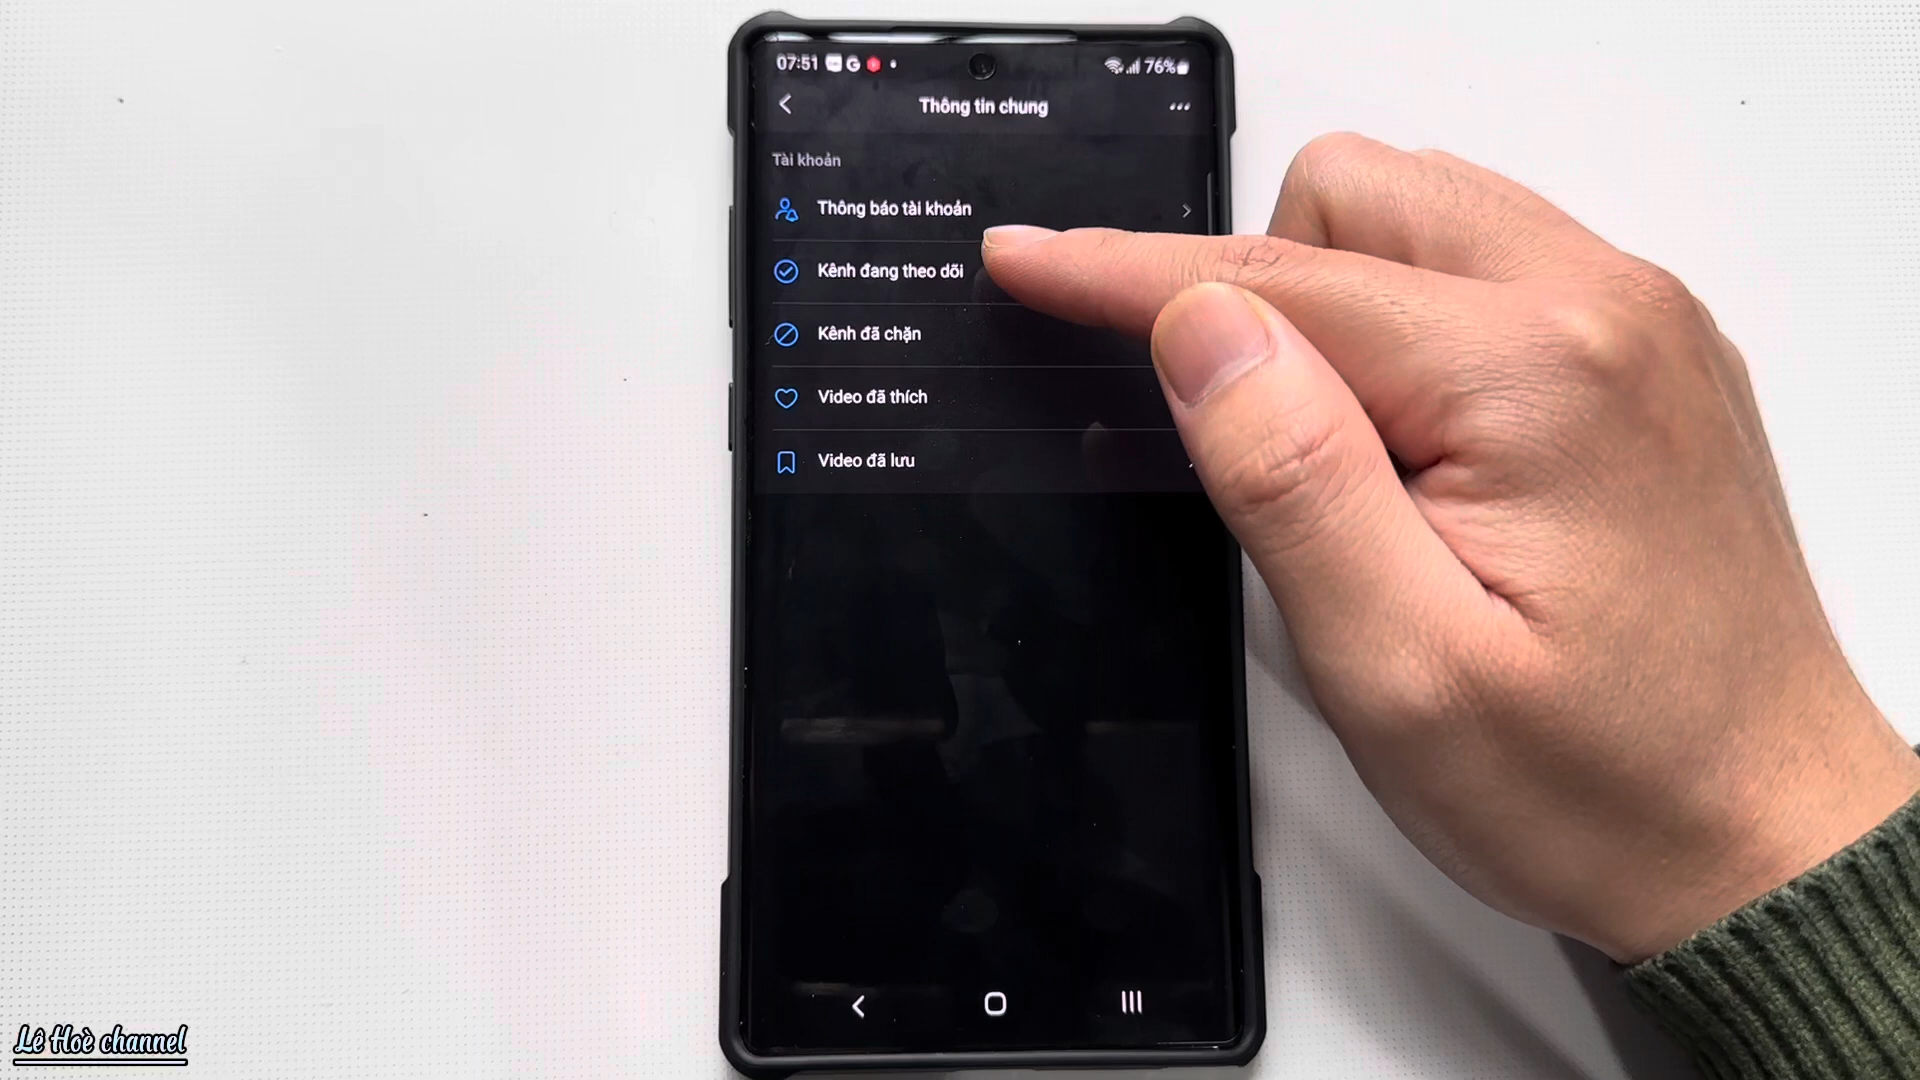 07:51
76%
Thông tin chung
Tài khoản
Thông báo tài khoản
Kênh đang theo dõi
Kênh đã chặn
Video đã thích
Video đã lưu
Lê Hoè channel